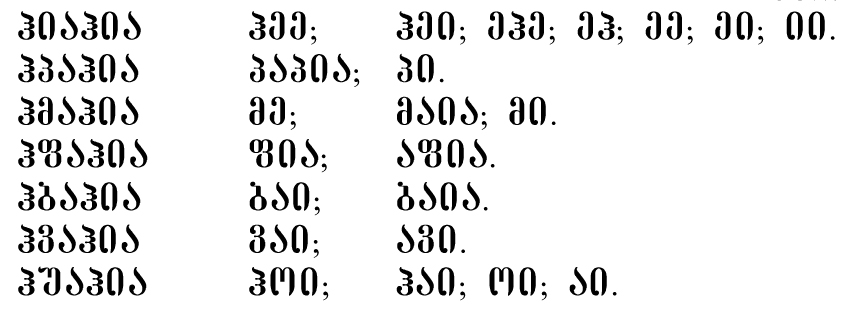 ჰიაჰია ჰეე; ჰეი; ეჰე; ეჰ; ეე; ეი; იი.
ჰპაჰია პაპია; პი.
ჰმაჰია მე; მაია; მი.
ჰფაჰია ფია; აფია.
ჰბაჰია ბაი; ბაია.
ჰვაჰია ვაი; ავი.
ჰუაჰია ჰოი; ჰაი; ოი; აი.